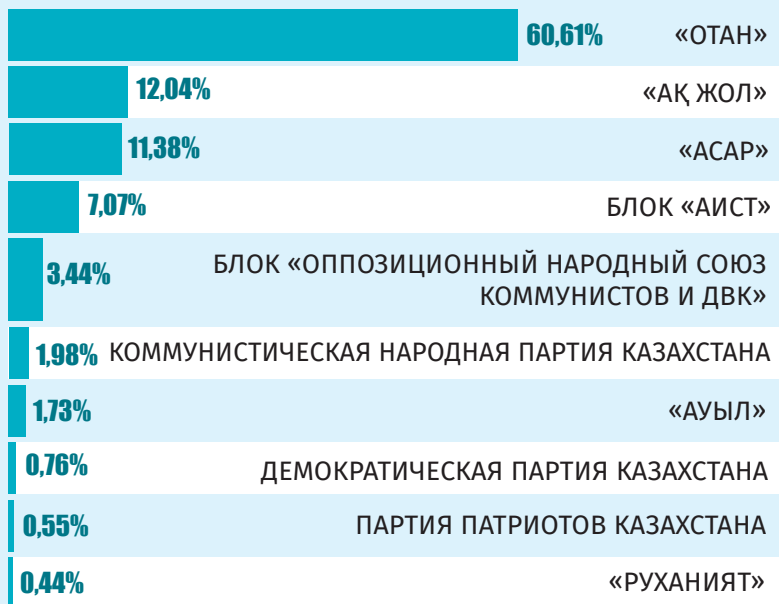 60,61% «ОТАН»
12,04% «АҚ ЖОЛ»
11,38% «АСАР»
7,07% БЛОК «АИСТ»
3,44% БЛОК «ОППОЗИЦИОННЫЙ НАРОДНЫЙ СОЮЗ
КОММУНИСТОВ И ДВК»
1,98% КОММУНИСТИЧЕСКАЯ НАРОДНАЯ ПАРТИЯ КАЗАХСТАНА
1,73% «АУЫЛ»
0,76% ДЕМОКРАТИЧЕСКАЯ ПАРТИЯ КАЗАХСТАНА
0,55% ПАРТИЯ ПАТРИОТОВ КАЗАХСТАНА
0,44% «РУХАНИЯТ»